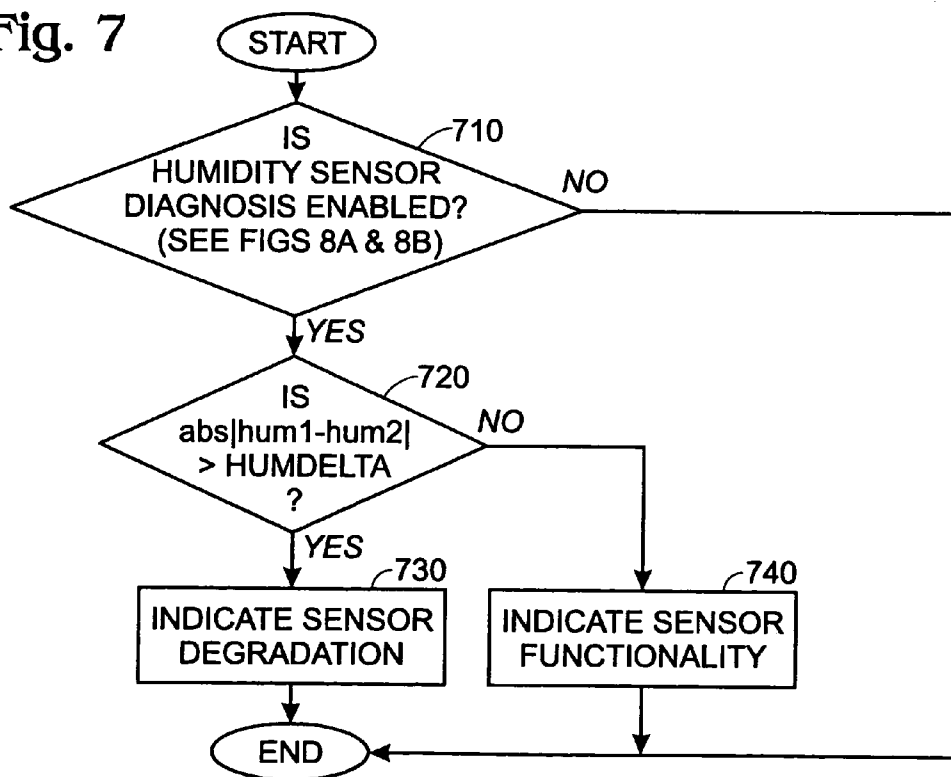 Fig. 7
START
710
IS
HUMIDITY SENSOR
DIAGNOSIS ENABLED?
(SEE FIGS 8A & 8B)
NO
YES
720
IS
abs|hum1-hum2|
> HUMDELTA
?
NO
YES
730
INDICATE SENSOR
DEGRADATION
740
INDICATE SENSOR
FUNCTIONALITY
END